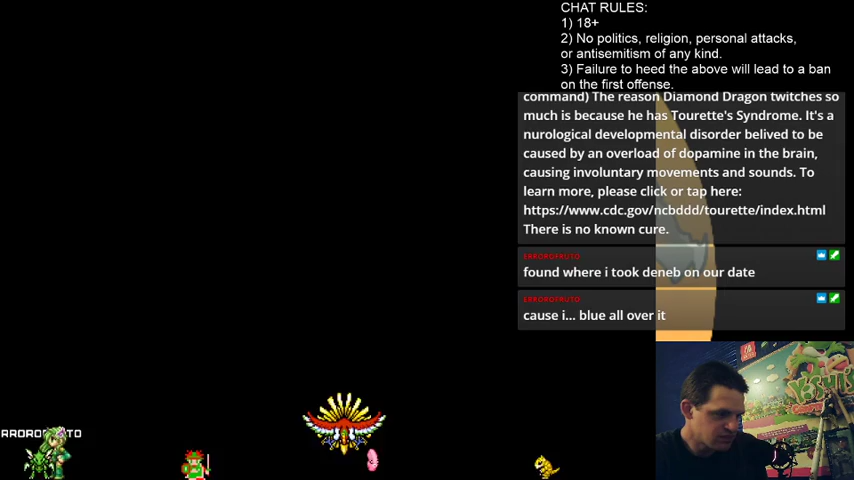 CHAT RULES:
1) 18+
2) No politics, religion, personal attacks,
or antisemitism of any kind.
3) Failure to heed the above will lead to a ban
on the first offense.
command) The reason Diamond Dragon twitches so
much is because he has Tourette's Syndrome. It's a
nurological developmental disorder belived to be
caused by an overload of dopamine in the brain,
causing involuntary movements and sounds. To
learn more, please click or tap here:
https://www.cdc.gov/ncbddd/tourette/index.html
There is no known cure.
found where i took deneb on our date
cause i... blue all over it